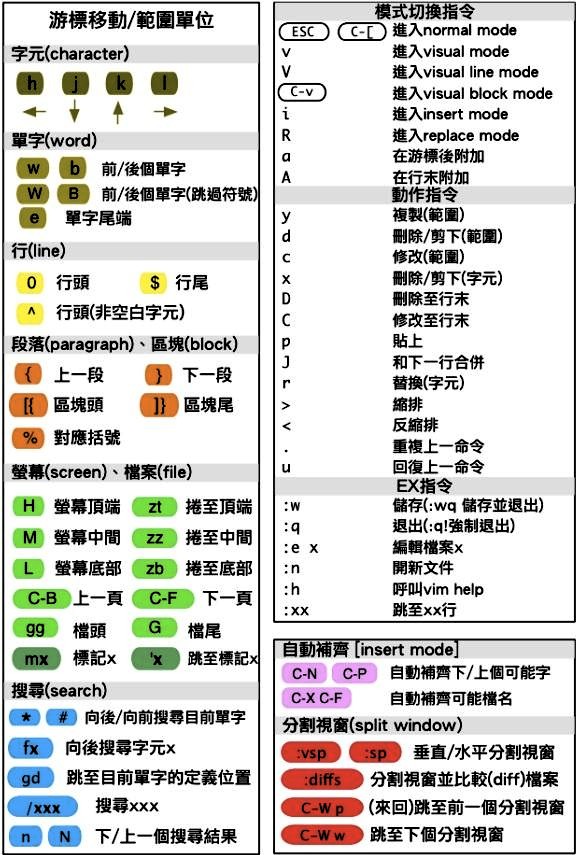 游標移動/範圍單位
字元(character)
h j k l
← ↓ ↑ →
單字(word)
w b 前/後個單字
W B 前/後個單字(跳過符號)
e 單字尾端
行(line)
0 行頭 $ 行尾
^ 行頭(非空白字元)
段落(paragraph)、區塊(block)
{ 上一段 } 下一段
[{ 區塊頭 ]} 區塊尾
% 對應括號
螢幕(screen)、檔案(file)
H 螢幕頂端 zt 捲至頂端
M 螢幕中間 zz 捲至中間
L 螢幕底部 zb 捲至底部
C-B 上一頁 C-F 下一頁
gg 檔頭 G 檔尾
mx 標記x 'x 跳至標記x
搜尋(search)
* # 向後/向前搜尋目前單字
fx 向後搜尋字元x
gd 跳至目前單字的定義位置
/xxx 搜尋xxx
n N 下/上一個搜尋結果
模式切換指令
ESC C-[ 進入normal mode
v 進入visual mode
V 進入visual line mode
C-v 進入visual block mode
i 進入insert mode
R 進入replace mode
a 在游標後附加
A 在行末附加
動作指令
y 複製(範圍)
d 刪除/剪下(範圍)
c 修改(範圍)
x 刪除/剪下(字元)
D 刪除至行末
C 修改至行末
p 貼上
J 和下一行合併
r 替換(字元)
> 縮排
< 反縮排
. 重複上一命令
u 回復上一命令
EX指令
:w 儲存(:wq 儲存並退出)
:q 退出(:q!強制退出)
:e x 編輯檔案x
:n 開新文件
:h 呼叫vim help
:xx 跳至xx行
自動補齊 [insert mode]
C-N C-P 自動補齊下/上個可能字
C-X C-F 自動補齊可能檔名
分割視窗(split window)
:vsp :sp 垂直/水平分割視窗
:diffs 分割視窗並比較(diff)檔案
C-W p (來回)跳至前一個分割視窗
C-W w 跳至下個分割視窗